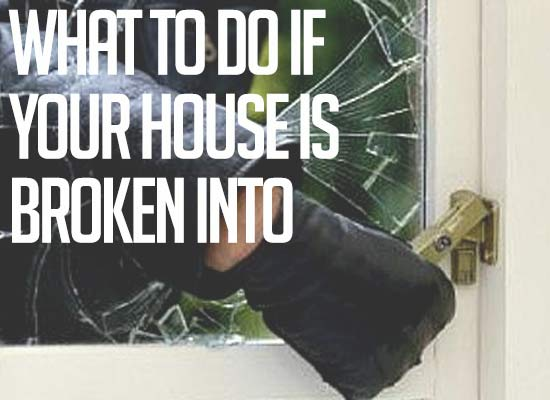 WHAT TO DO IF
YOUR HOUSE IS
BROKEN INTO